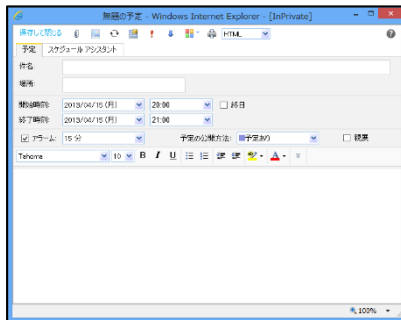 無題の予定 - Windows Internet Explorer - [InPrivate]
保存して閉じる HTML
予定 スケジュール アシスタント
件名:
場所:
開始時刻: 2013/04/15 (月) 20:00 終日
終了時刻: 2013/04/15 (月) 21:00
アラーム: 15 分 予定の公開方法: 予定あり 親展
Tahoma 10 B I U A
100%